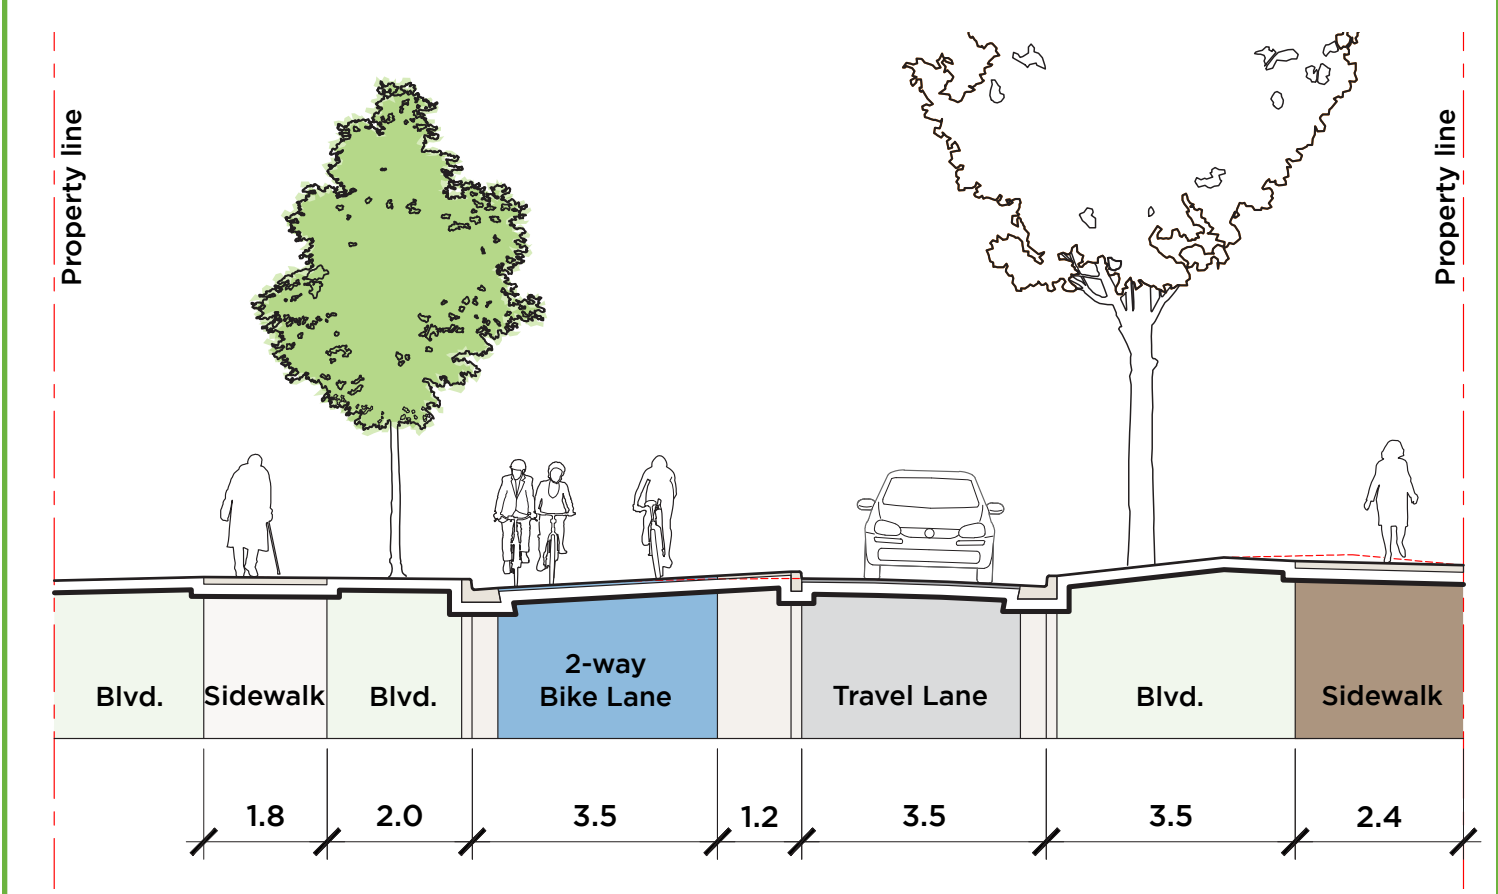 Property line
Property line
Blvd.
Sidewalk
Blvd.
2-way
Bike Lane
Travel Lane
Blvd.
Sidewalk
1.8
2.0
3.5
1.2
3.5
3.5
2.4